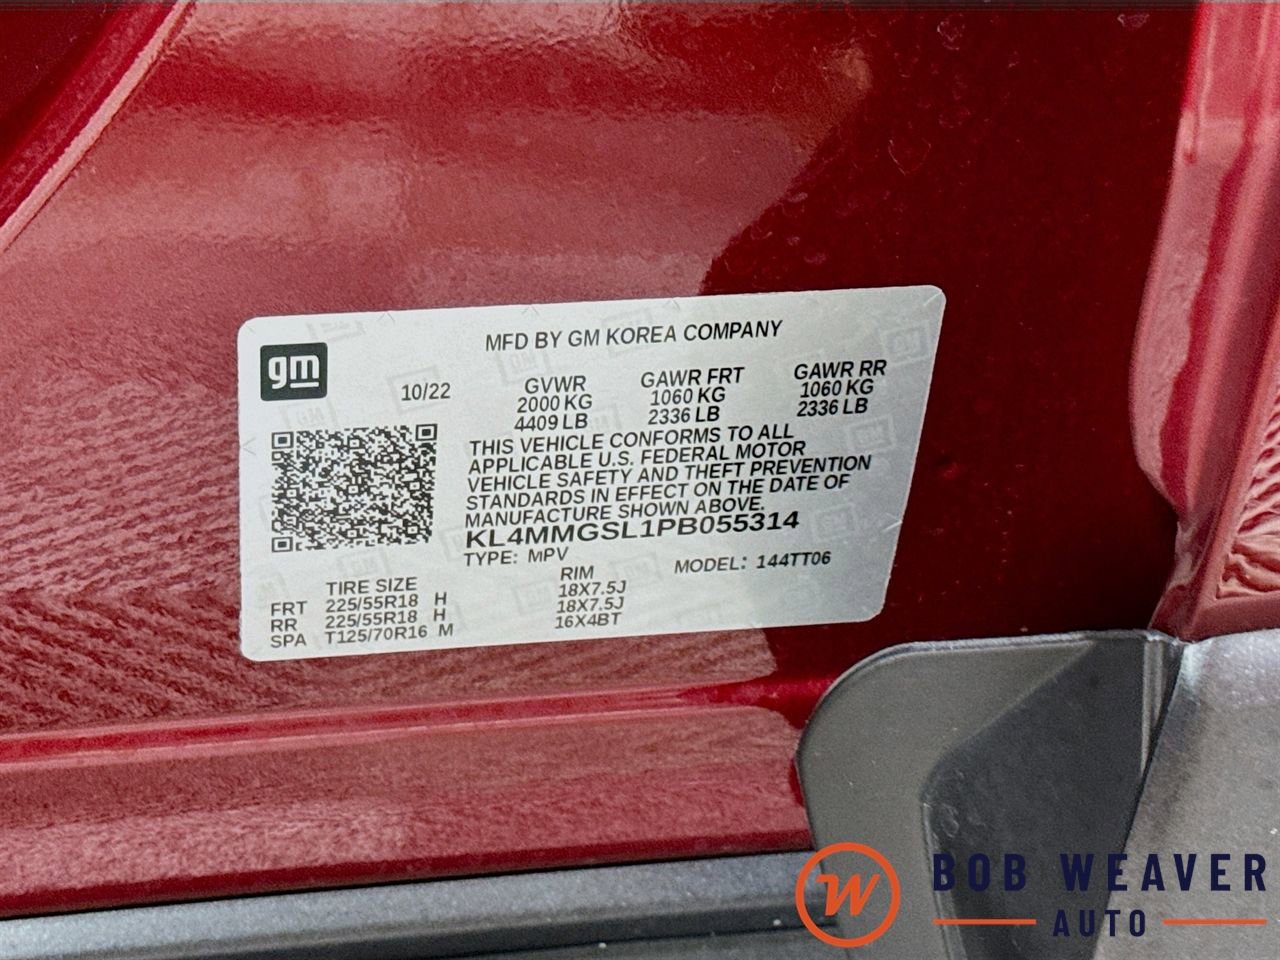 MFD BY GM KOREA COMPANY
gm
10/22
GVWR GAWR FRT GAWR RR
2000 KG 1060 KG 1060 KG
4409 LB 2336 LB 2336 LB
THIS VEHICLE CONFORMS TO ALL
APPLICABLE U.S. FEDERAL MOTOR
VEHICLE SAFETY AND THEFT PREVENTION
STANDARDS IN EFFECT ON THE DATE OF
MANUFACTURE SHOWN ABOVE.
KL4MMGSL1PB055314
TYPE: MPV MODEL: 144TT06
TIRE SIZE RIM
FRT 225/55R18 H 18X7.5J
RR 225/55R18 H 18X7.5J
SPA T125/70R16 M 16X4BT
W BOB WEAVER
AUTO